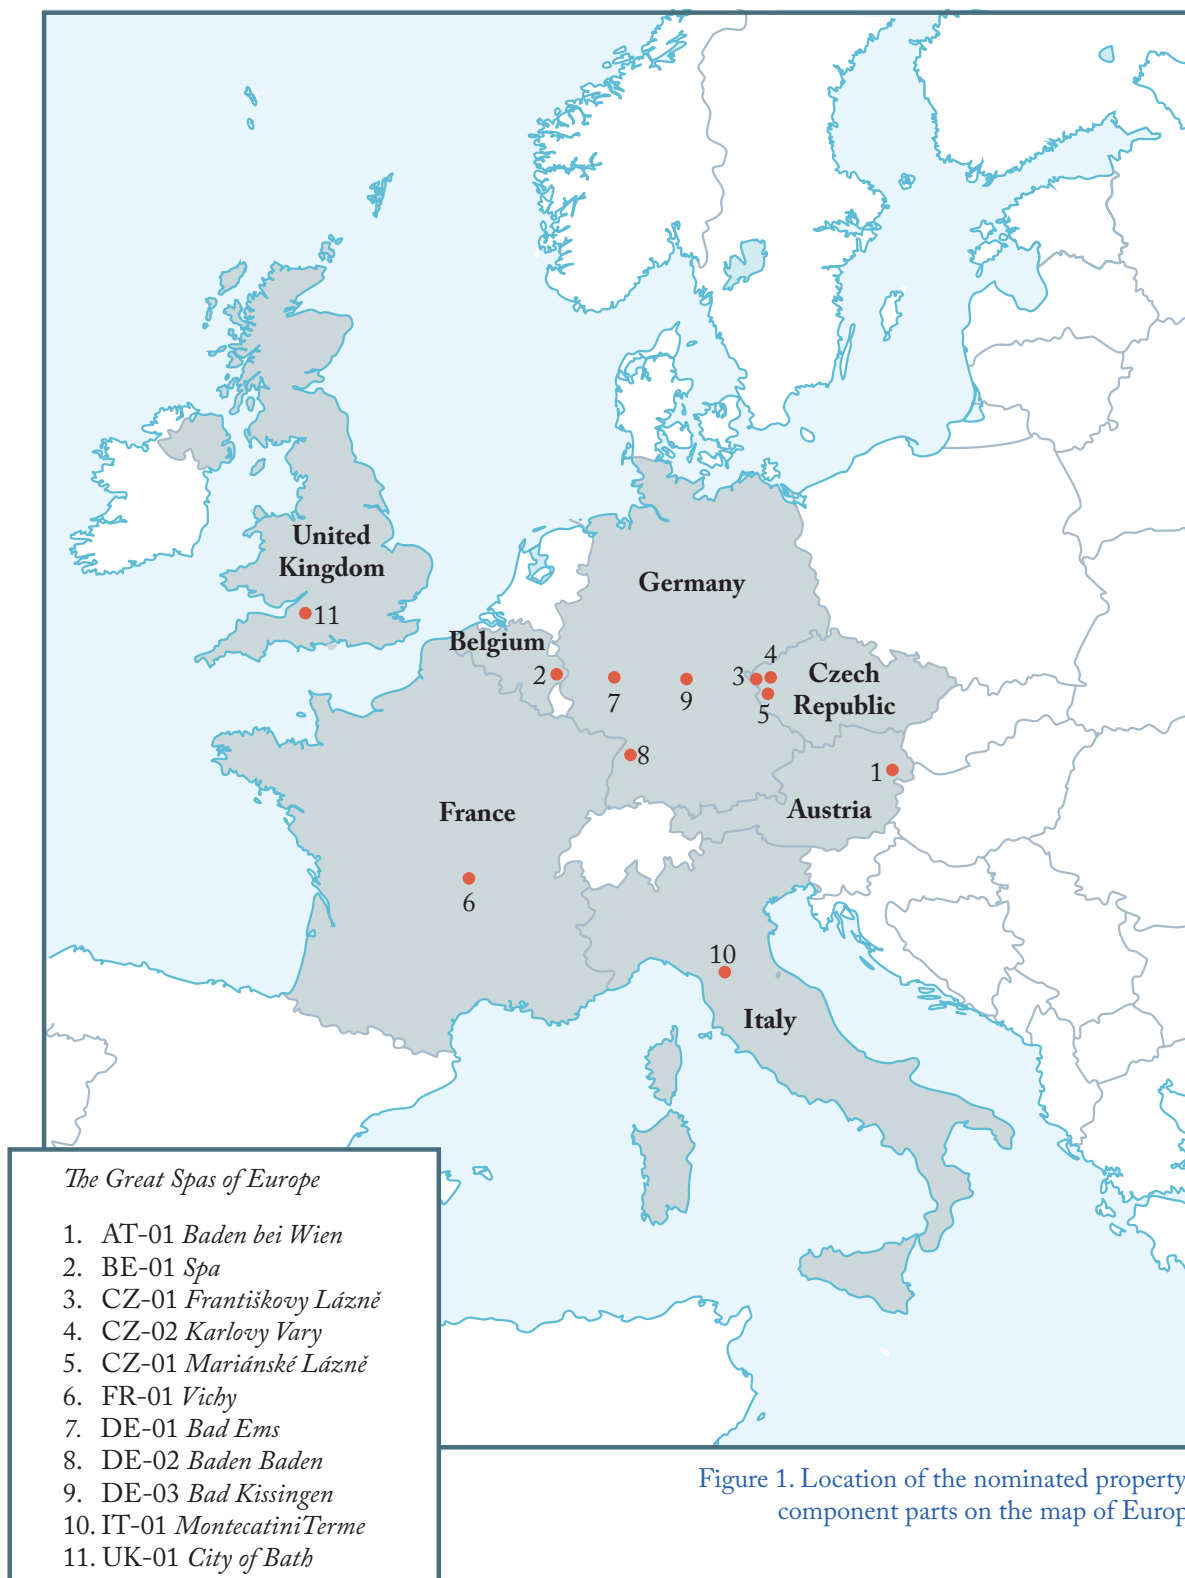 United
Kingdom
11
Germany
Belgium
2
7
9
3
4
5
Czech
Republic
8
1
Austria
France
6
10
Italy
The Great Spas of Europe
1. AT-01 Baden bei Wien
2. BE-01 Spa
3. CZ-01 Františkovy Lázně
4. CZ-02 Karlovy Vary
5. CZ-01 Mariánské Lázně
6. FR-01 Vichy
7. DE-01 Bad Ems
8. DE-02 Baden Baden
9. DE-03 Bad Kissingen
10. IT-01 MontecatiniTerme
11. UK-01 City of Bath
Figure 1. Location of the nominated property
component parts on the map of Europ